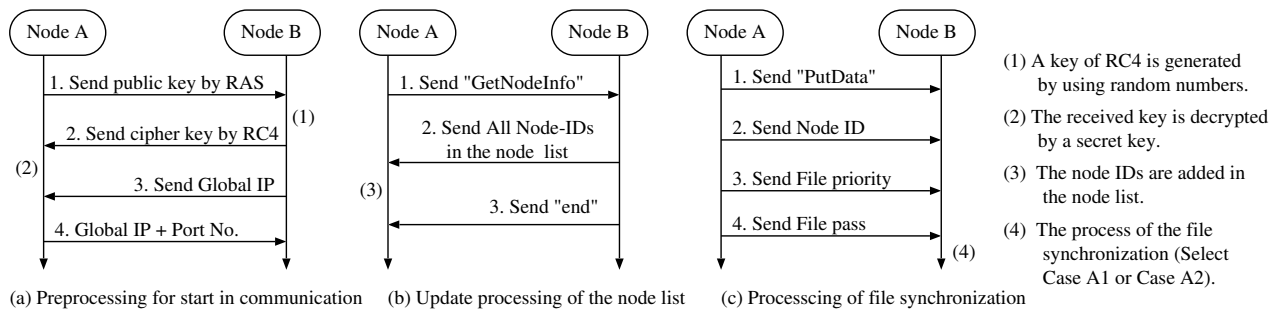 Node A
Node B
1. Send public key by RAS
(1)
2. Send cipher key by RC4
(2)
3. Send Global IP
4. Global IP + Port No.
(a) Preprocessing for start in communication
Node A
Node B
1. Send "GetNodeInfo"
2. Send All Node-IDs
in the node list
(3)
3. Send "end"
(b) Update processing of the node list
Node A
Node B
1. Send "PutData"
2. Send Node ID
3. Send File priority
4. Send File pass
(4)
(c) Processcing of file synchronization
(1) A key of RC4 is generated
by using random numbers.
(2) The received key is decrypted
by a secret key.
(3) The node IDs are added in
the node list.
(4) The process of the file
synchronization (Select
Case A1 or Case A2).